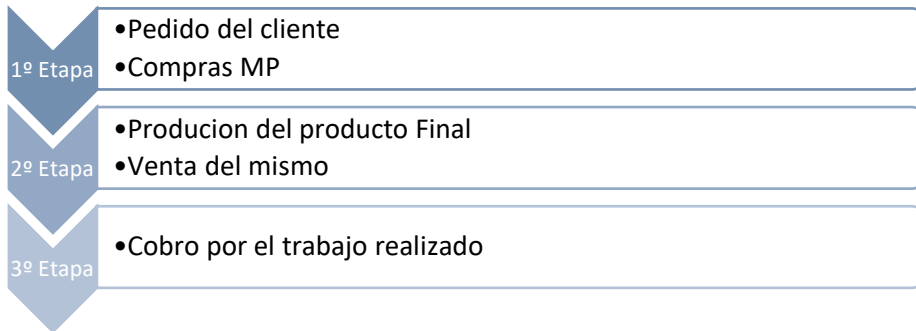 1º Etapa
•Pedido del cliente
•Compras MP
2º Etapa
•Producion del producto Final
•Venta del mismo
3º Etapa
•Cobro por el trabajo realizado